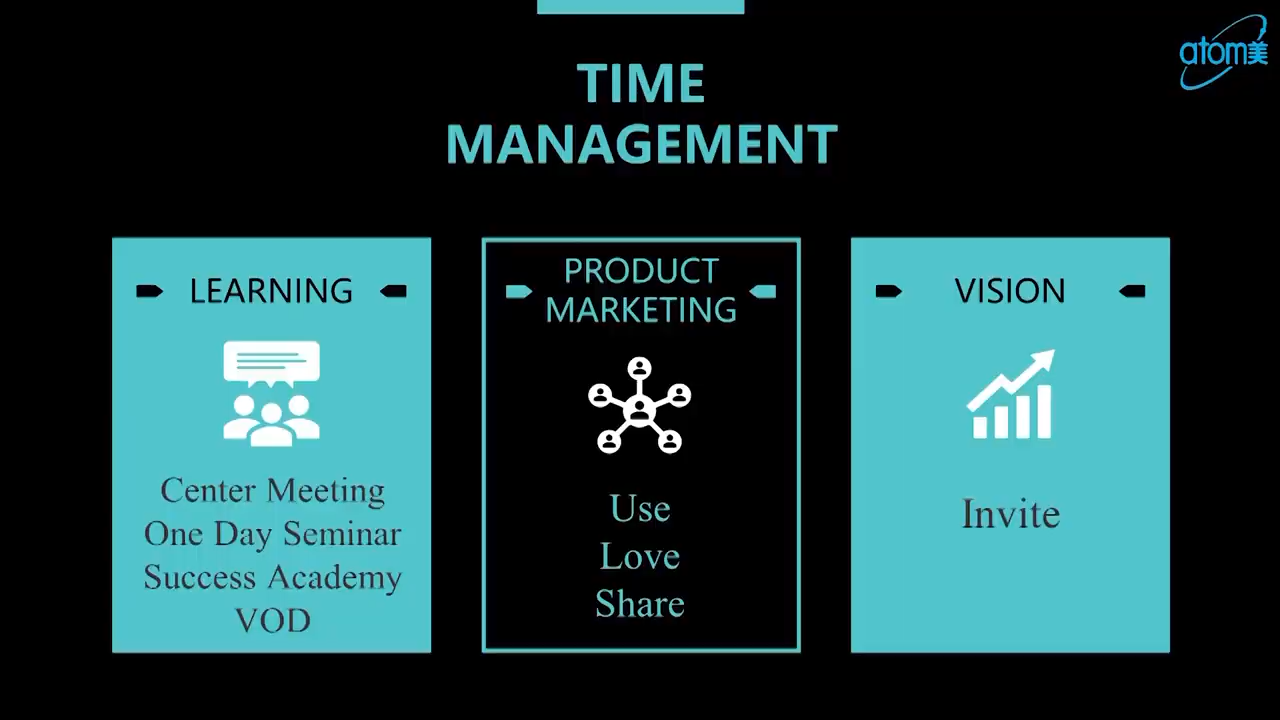 atom美
TIME
MANAGEMENT
LEARNING
Center Meeting
One Day Seminar
Success Academy
VOD
PRODUCT
MARKETING
Use
Love
Share
VISION
Invite